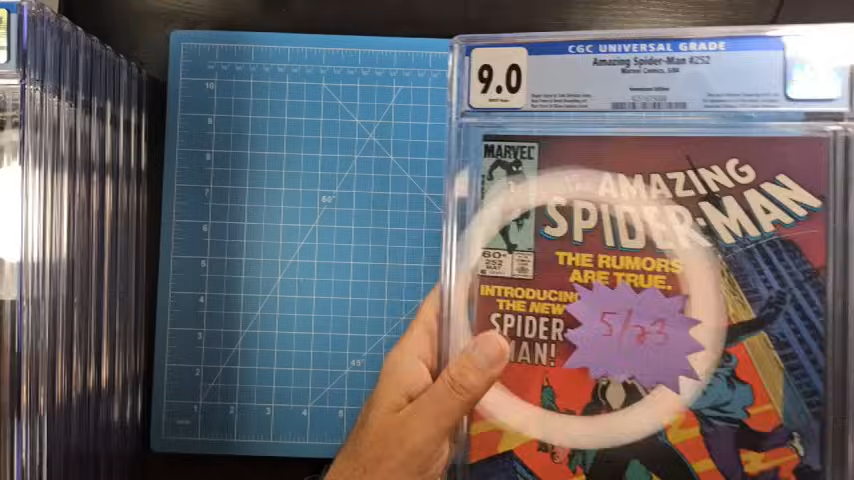 CGC UNIVERSAL GRADE
9.0
Amazing Spider-Man #252
Marvel Comics, 5/84
MARVEL
60¢
252
MAY
THE AMAZING
SPIDER-MAN
THE RUMORS
ARE TRUE.
INTRODUCING
THE NEW
SPIDER
MAN!
5/23
10
9
8
7
6
5
4
3
2
1
60°
45°
1
2
3
4
5